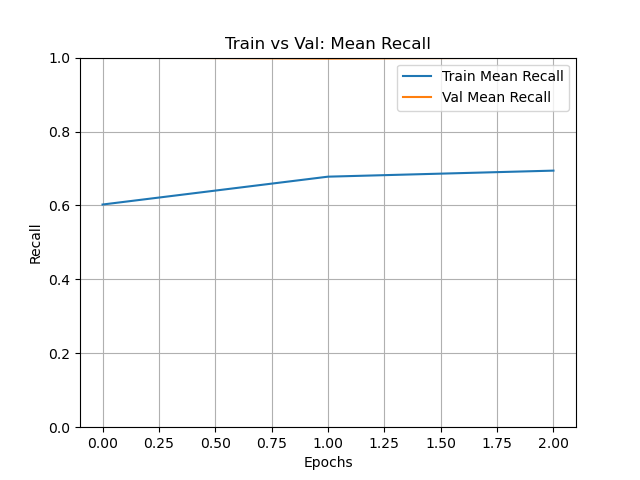 Train vs Val: Mean Recall
Train Mean Recall
Val Mean Recall
1.0
0.8
0.6
0.4
0.2
0.0
Recall
0.00 0.25 0.50 0.75 1.00 1.25 1.50 1.75 2.00
Epochs